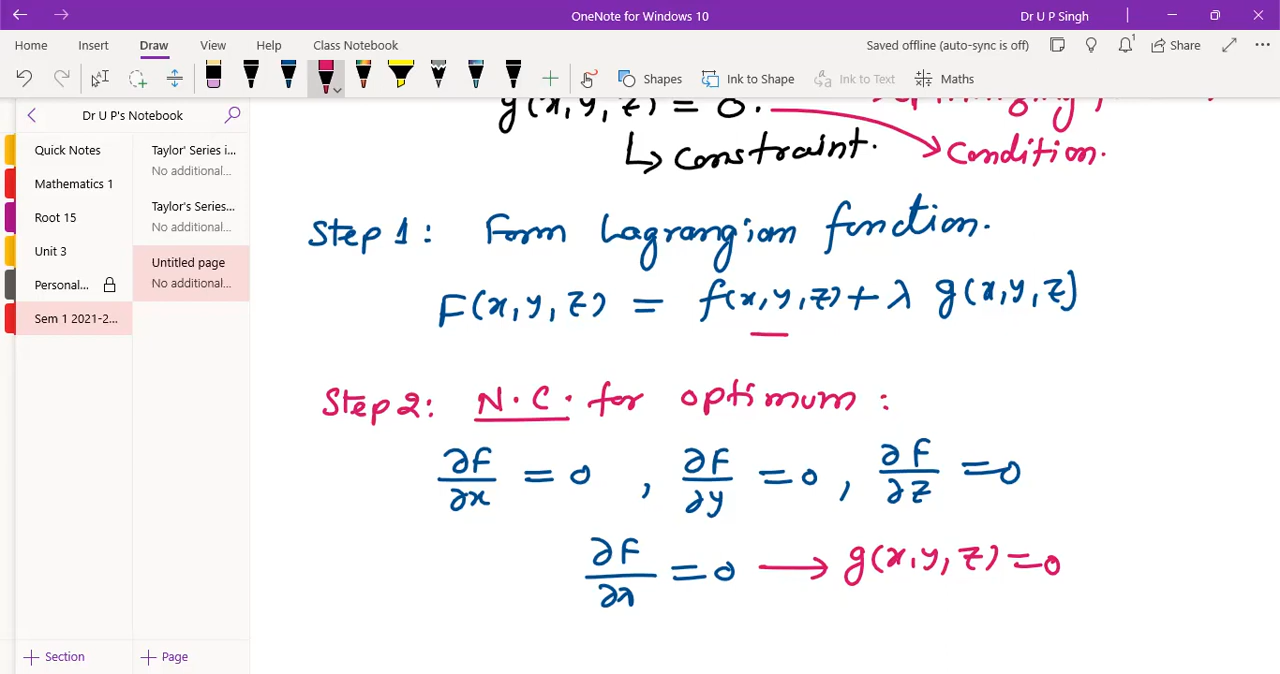 OneNote for Windows 10
Dr U P Singh
Home Insert Draw View Help Class Notebook
Saved offline (auto-sync is off)
1
Share
Shapes
Ink to Shape
Ink to Text
Maths
Dr U P's Notebook
Quick Notes
Mathematics 1
Root 15
Unit 3
Personal...
Sem 1 2021-2...
Taylor' Series i...
No additional...
Taylor's Series...
No additional...
Untitled page
No additional...
Section
Page
g(x,y,z) = 0.
↳ constraint.
Condition.
Step 1: Form Lagrangian function.
F(x,y,z) = f(x,y,z) + λ g(x,y,z)
Step 2: N.C. for optimum :
∂F/∂x = 0 , ∂F/∂y = 0 , ∂F/∂z = 0
∂F/∂λ = 0 → g(x,y,z) = 0